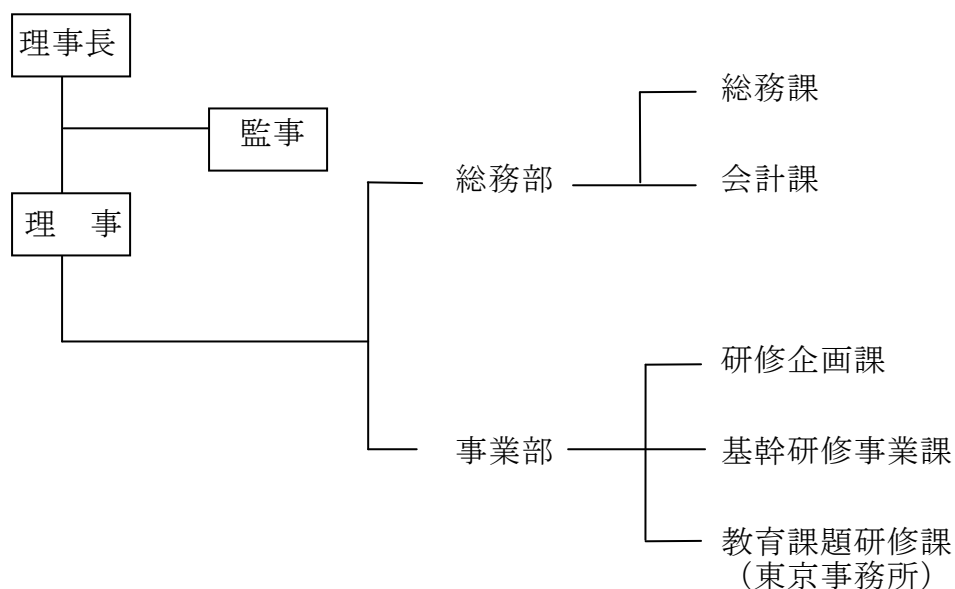 理事長
監事
理　事
総務部
総務課
会計課
事業部
研修企画課
基幹研修事業課
教育課題研修課
（東京事務所）